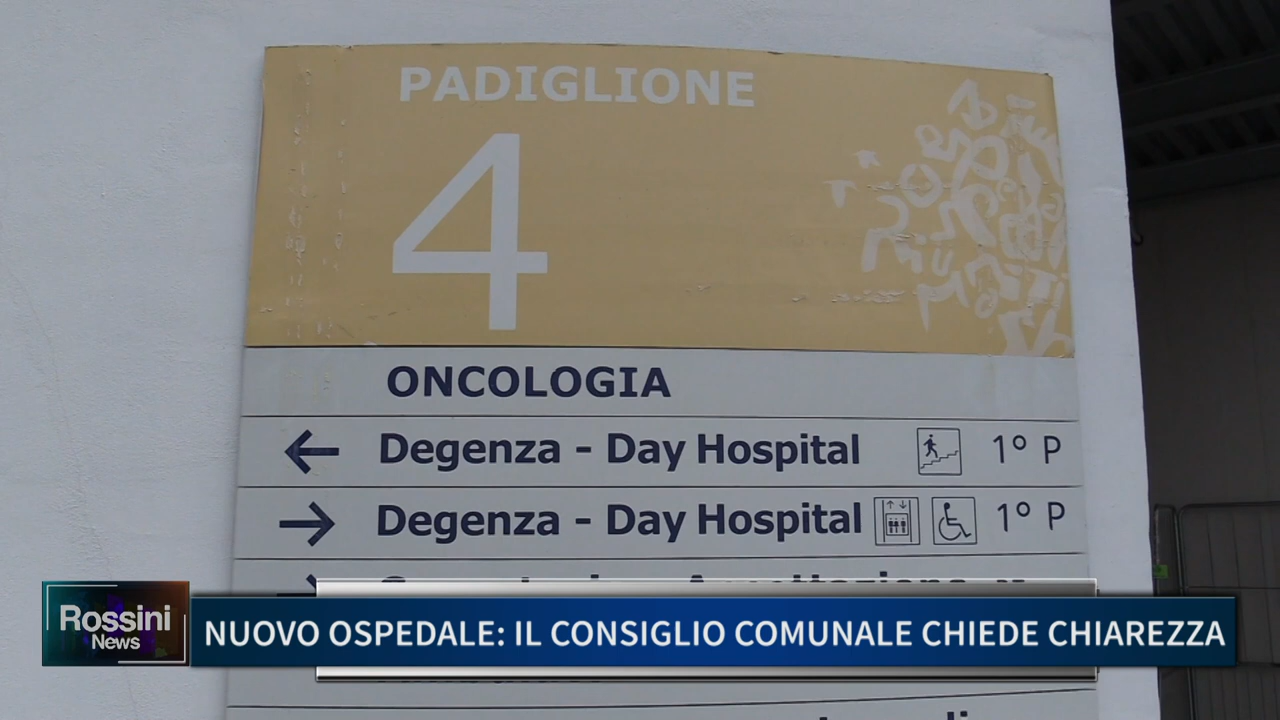 PADIGLIONE
4
ONCOLOGIA
Degenza - Day Hospital 1° P
Degenza - Day Hospital 1° P
Rossini
News
NUOVO OSPEDALE: IL CONSIGLIO COMUNALE CHIEDE CHIAREZZA